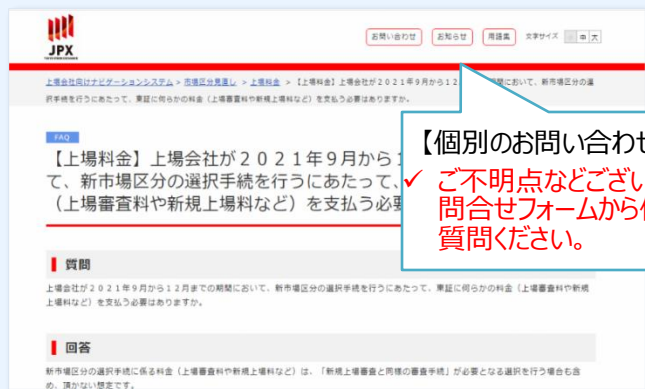 JPX
お問い合わせ
お知らせ
用語集
文字サイズ
中
大
上場会社向けナビゲーションシステム > 市場区分見直し > 上場料金 > 【上場料金】上場会社が2021年9月から12
期間において、新市場区分の選
択手続を行うにあたって、東証に何らかの料金（上場審査料や新規上場料など）を支払う必要はありますか。
FAQ
【上場料金】上場会社が2021年9月から1
て、新市場区分の選択手続を行うにあたって、
（上場審査料や新規上場料など）を支払う必要
【個別のお問い合わせ
✓ ご不明点などござい
問合せフォームから
質問ください。
質問
上場会社が2021年9月から12月までの期間において、新市場区分の選択手続を行うにあたって、東証に何らかの料金（上場審査料や新規
上場料など）を支払う必要はありますか。
回答
新市場区分の選択手続に係る料金（上場審査料や新規上場料など）は、「新規上場審査と同様の審査手続」が必要となる選択を行う場合も含
め、頂かない想定です。